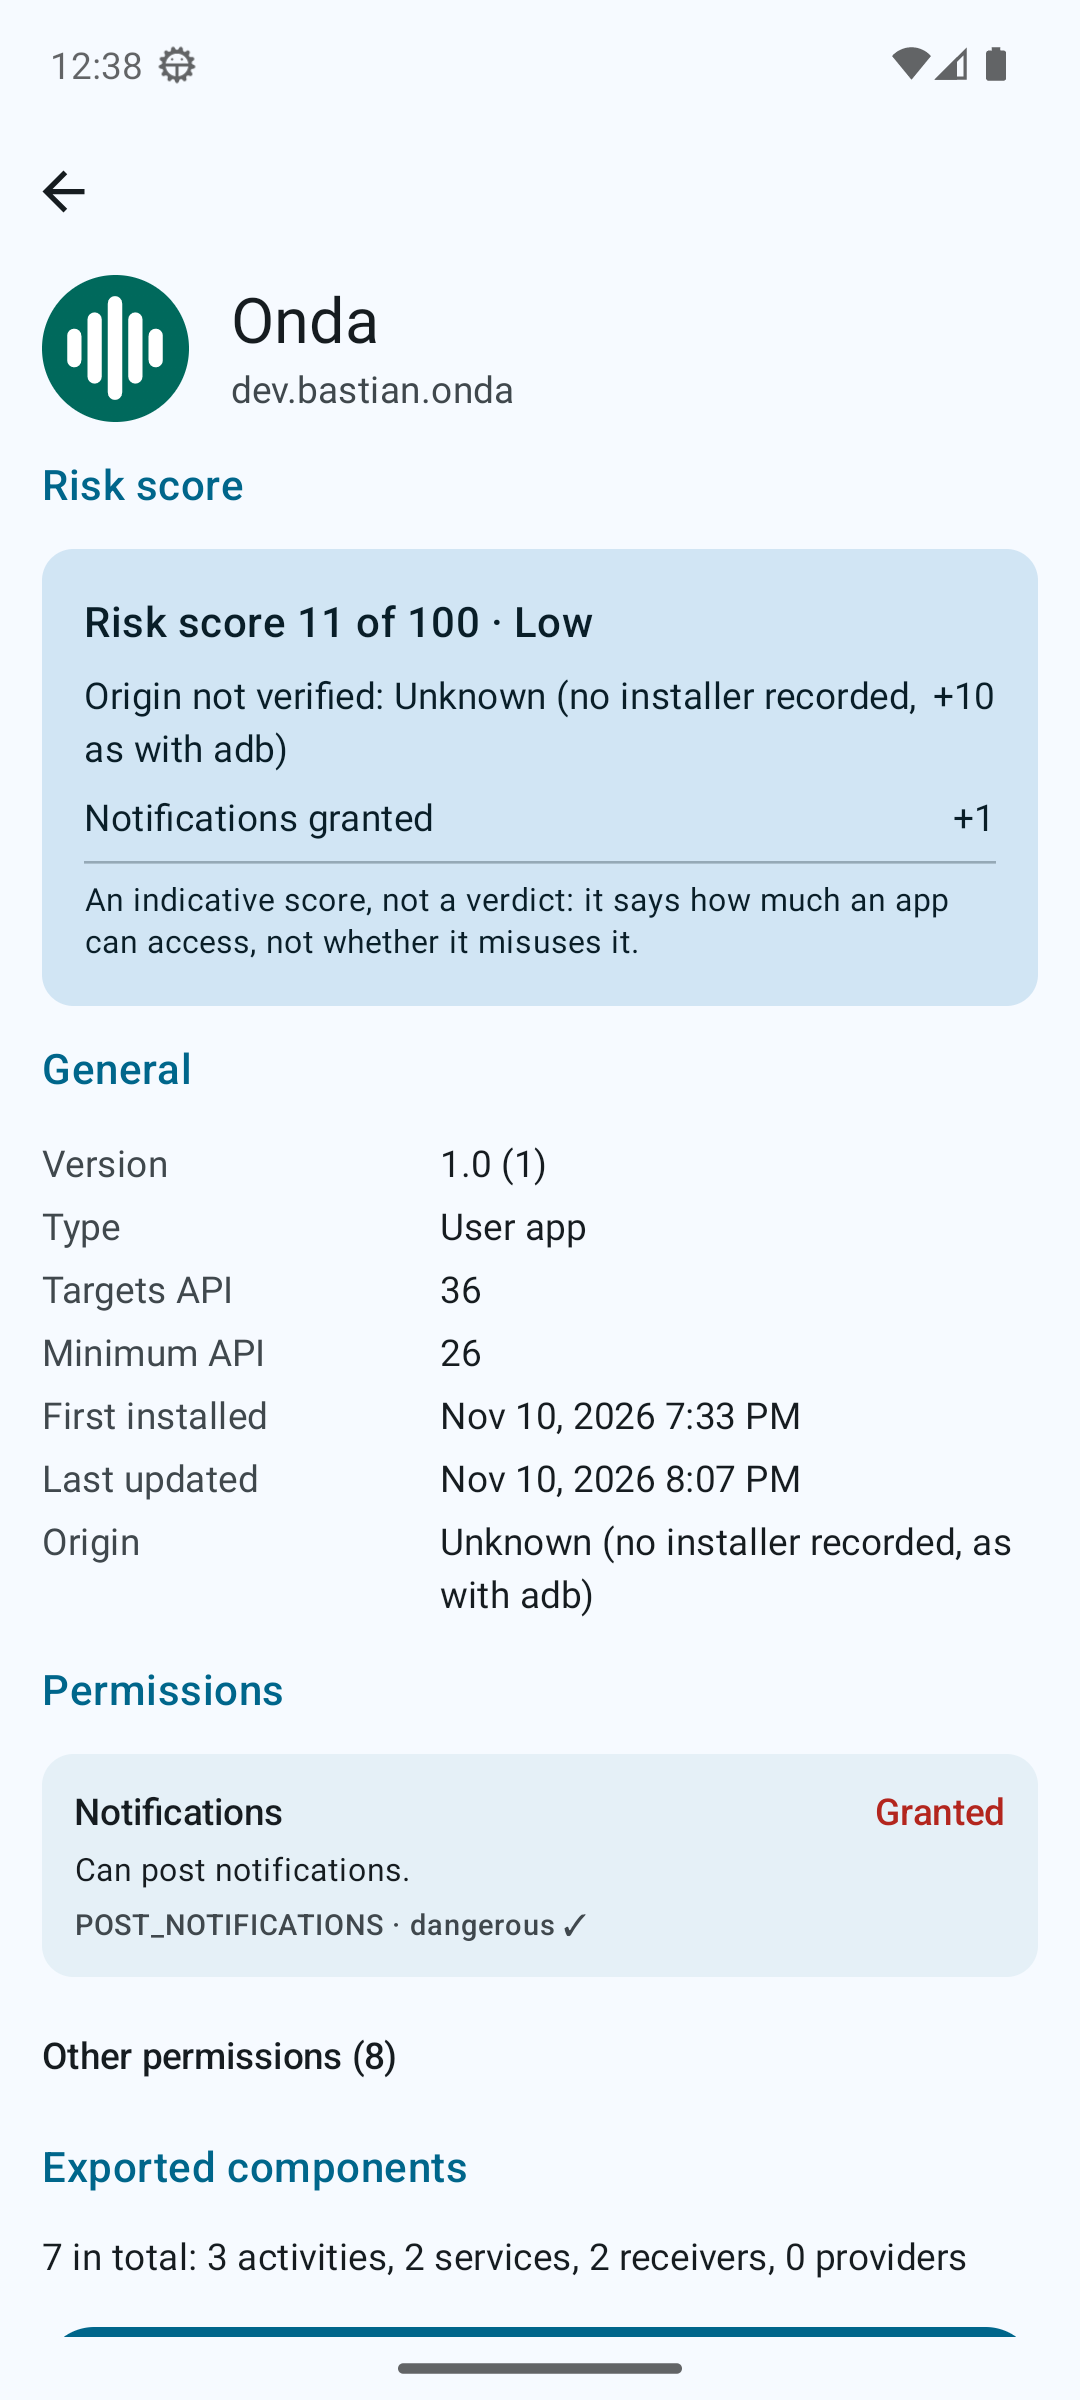 12:38
Onda
dev.bastian.onda
Risk score
Risk score 11 of 100 · Low
Origin not verified: Unknown (no installer recorded, +10
as with adb)
Notifications granted +1
An indicative score, not a verdict: it says how much an app
can access, not whether it misuses it.
General
Version 1.0 (1)
Type User app
Targets API 36
Minimum API 26
First installed Nov 10, 2026 7:33 PM
Last updated Nov 10, 2026 8:07 PM
Origin Unknown (no installer recorded, as
with adb)
Permissions
Notifications Granted
Can post notifications.
POST_NOTIFICATIONS · dangerous ✓
Other permissions (8)
Exported components
7 in total: 3 activities, 2 services, 2 receivers, 0 providers